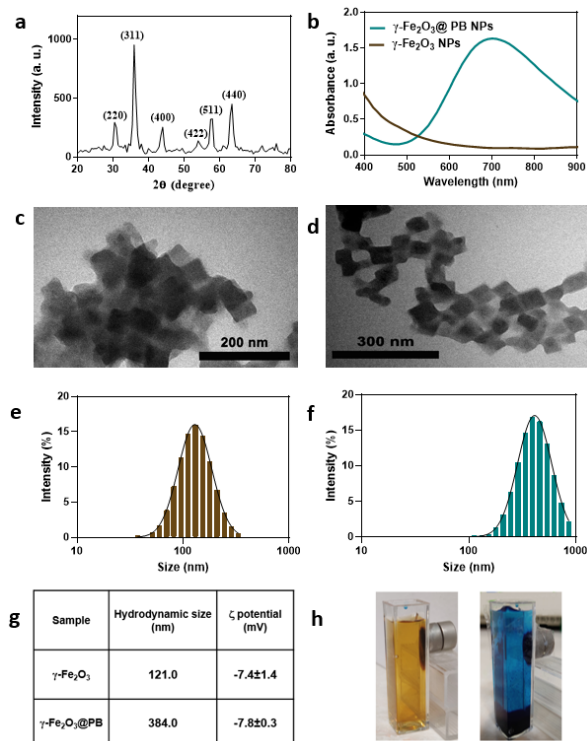 a
(311)
(220)
(400)
(422)
(511)
(440)
Intensity (a. u.)
1000
500
0
20 30 40 50 60 70 80
2θ (degree)
b
γ-Fe₂O₃@ PB NPs
γ-Fe₂O₃ NPs
Absorbance (a. u.)
2.0
1.5
1.0
0.5
0.0
400 500 600 700 800 900
Wavelength (nm)
c
200 nm
d
300 nm
e
Intensity (%)
20
15
10
5
0
10 100 1000
Size (nm)
f
Intensity (%)
20
15
10
5
0
10 100 1000
Size (nm)
g
Sample
Hydrodynamic size
(nm)
ζ potential
(mV)
γ-Fe₂O₃
121.0
-7.4±1.4
γ-Fe₂O₃@PB
384.0
-7.8±0.3
h